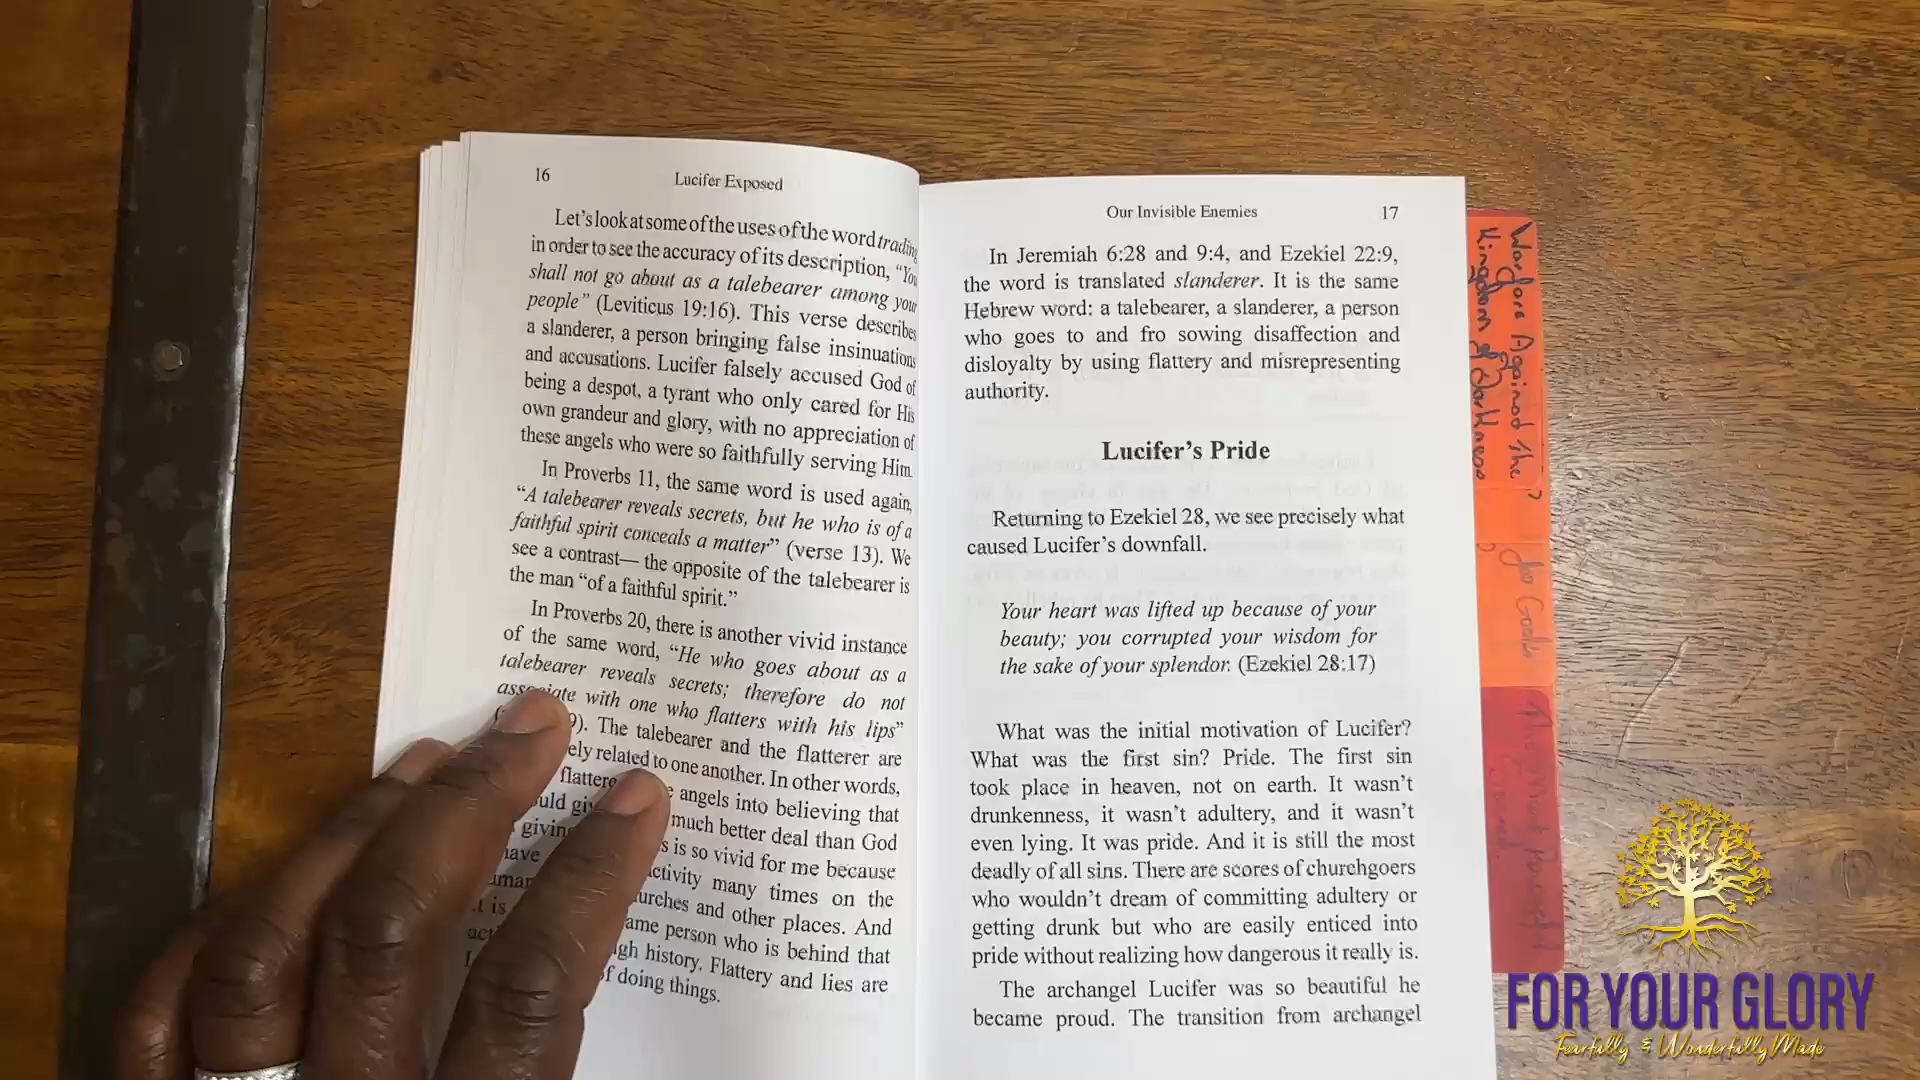 16
Lucifer Exposed
Let's look at some of the uses of the word trading
in order to see the accuracy of its description, "You
shall not go about as a talebearer among your
people" (Leviticus 19:16). This verse describes
a slanderer, a person bringing false insinuations
and accusations. Lucifer falsely accused God of
being a despot, a tyrant who only cared for His
own grandeur and glory, with no appreciation of
these angels who were so faithfully serving Him.
In Proverbs 11, the same word is used again,
"A talebearer reveals secrets, but he who is of a
faithful spirit conceals a matter" (verse 13). We
see a contrast— the opposite of the talebearer is
the man "of a faithful spirit."
In Proverbs 20, there is another vivid instance
of the same word, "He who goes about as a
talebearer reveals secrets; therefore do not
associate with one who flatters with his lips"
9). The talebearer and the flatterer are
ely related to one another. In other words,
flattere angels into believing that
uld giv much better deal than God
giving s is so vivid for me because
have ctivity many times on the
uman urches and other places. And
t is ame person who is behind that
act gh history. Flattery and lies are
f doing things.
Our Invisible Enemies
17
In Jeremiah 6:28 and 9:4, and Ezekiel 22:9,
the word is translated slanderer. It is the same
Hebrew word: a talebearer, a slanderer, a person
who goes to and fro sowing disaffection and
disloyalty by using flattery and misrepresenting
authority.
Lucifer's Pride
Returning to Ezekiel 28, we see precisely what
caused Lucifer's downfall.
Your heart was lifted up because of your
beauty; you corrupted your wisdom for
the sake of your splendor. (Ezekiel 28:17)
What was the initial motivation of Lucifer?
What was the first sin? Pride. The first sin
took place in heaven, not on earth. It wasn't
drunkenness, it wasn't adultery, and it wasn't
even lying. It was pride. And it is still the most
deadly of all sins. There are scores of churchgoers
who wouldn't dream of committing adultery or
getting drunk but who are easily enticed into
pride without realizing how dangerous it really is.
The archangel Lucifer was so beautiful he
became proud. The transition from archangel
Warfare Against the
Kingdom of Darkness
FOR YOUR GLORY
Fearfully & Wonderfully Made